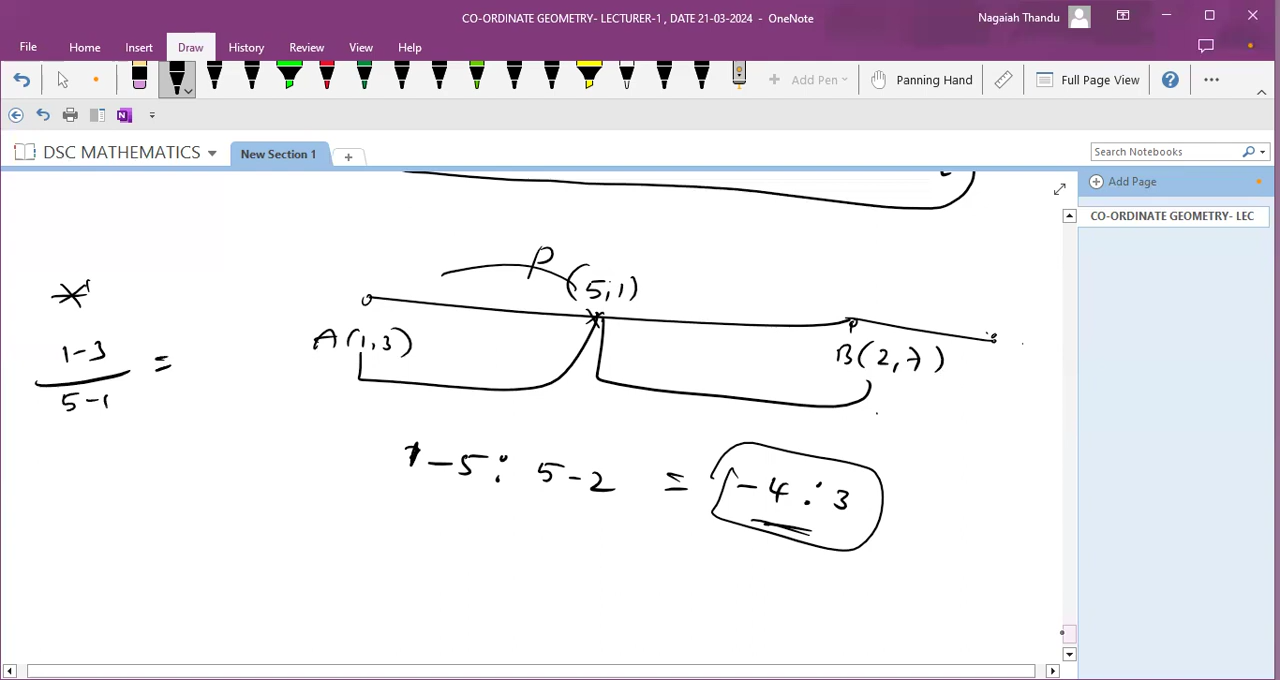 CO-ORDINATE GEOMETRY- LECTURER-1 , DATE 21-03-2024 - OneNote
Nagaiah Thandu
File Home Insert Draw History Review View Help
Add Pen
Panning Hand
Full Page View
DSC MATHEMATICS
New Section 1
Search Notebooks
Add Page
CO-ORDINATE GEOMETRY- LEC
P
(5,1)
A(1,3)
B(2,7)
1-3
=
5-1
1-5 : 5-2 = -4 : 3